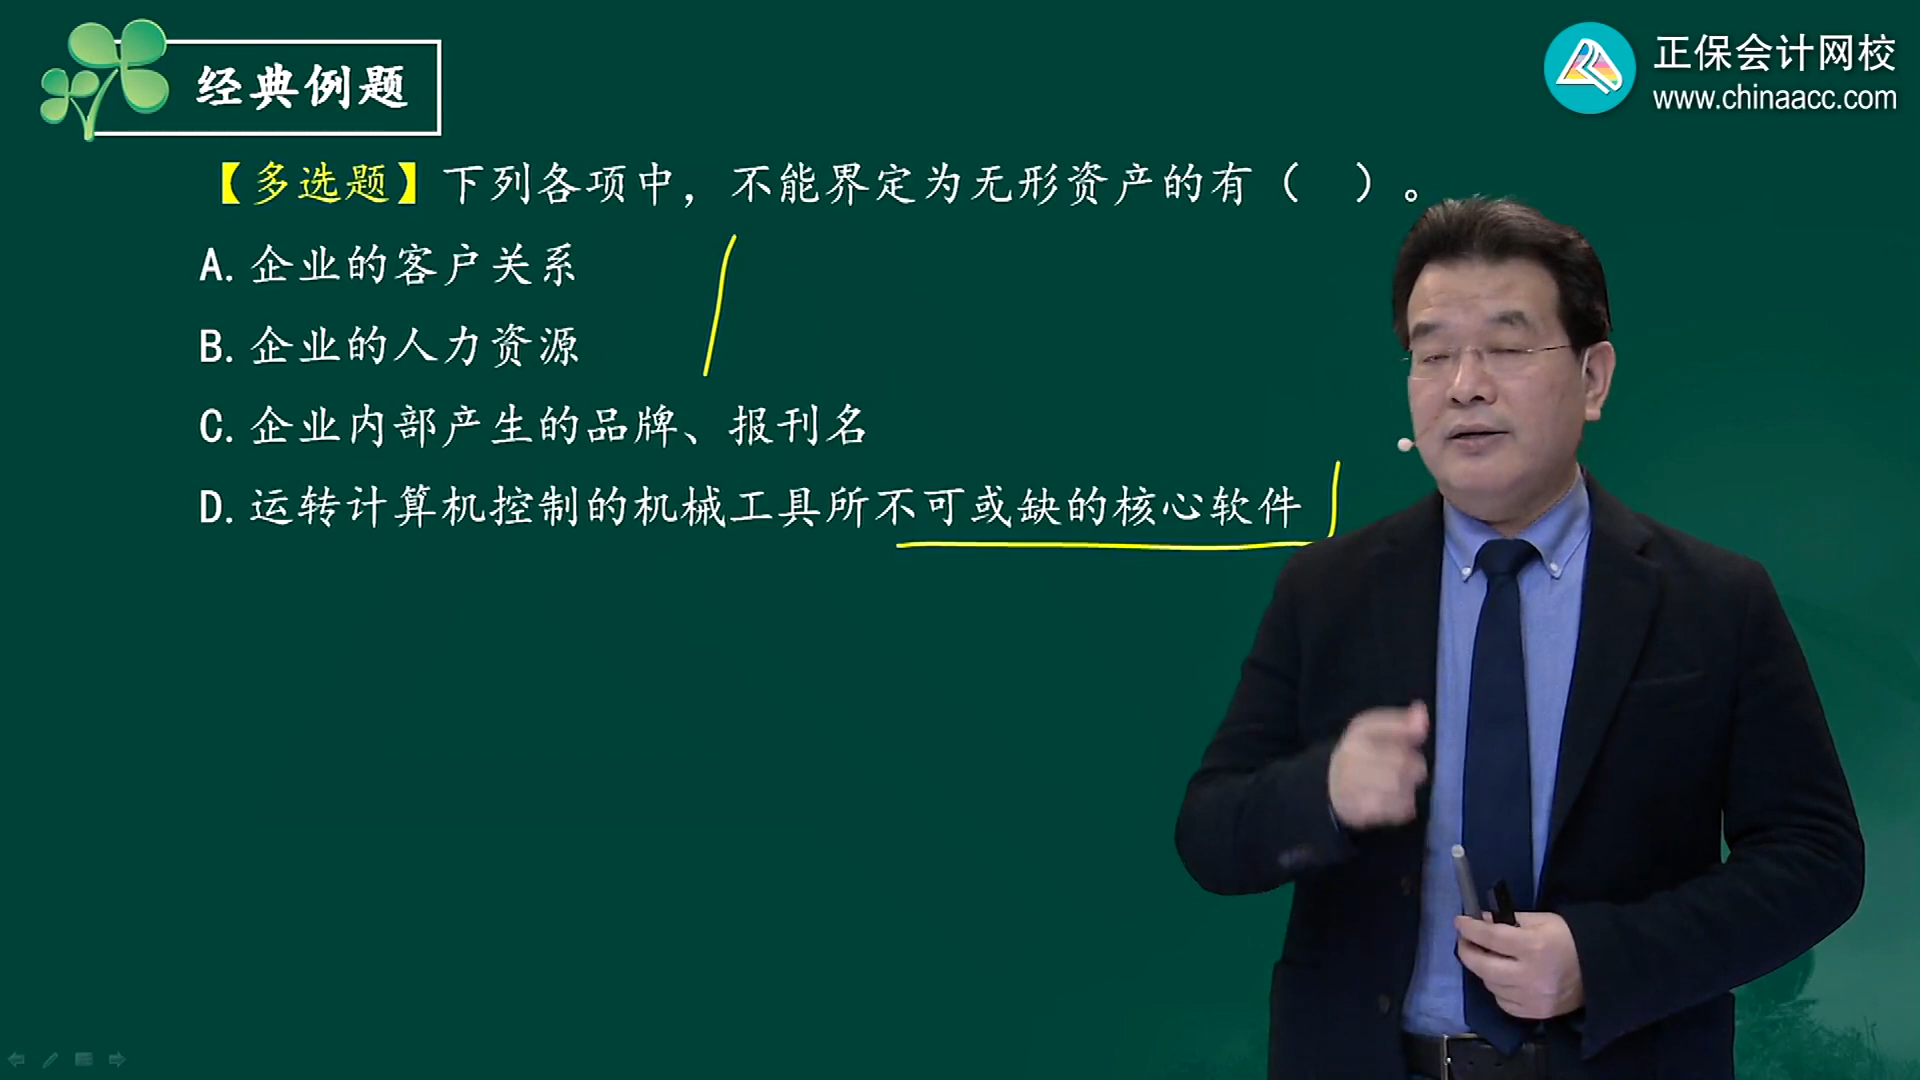 经典例题
正保会计网校
www.chinaacc.com
【多选题】下列各项中，不能界定为无形资产的有（ ）。
A.企业的客户关系
B.企业的人力资源
C.企业内部产生的品牌、报刊名
D.运转计算机控制的机械工具所不可或缺的核心软件